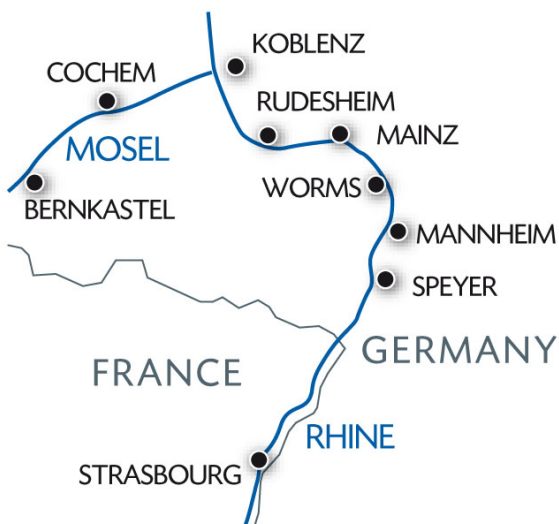 KOBLENZ
COCHEM
RUDESHEIM
MAINZ
MOSEL
WORMS
BERNKASTEL
MANNHEIM
SPEYER
GERMANY
FRANCE
RHINE
STRASBOURG